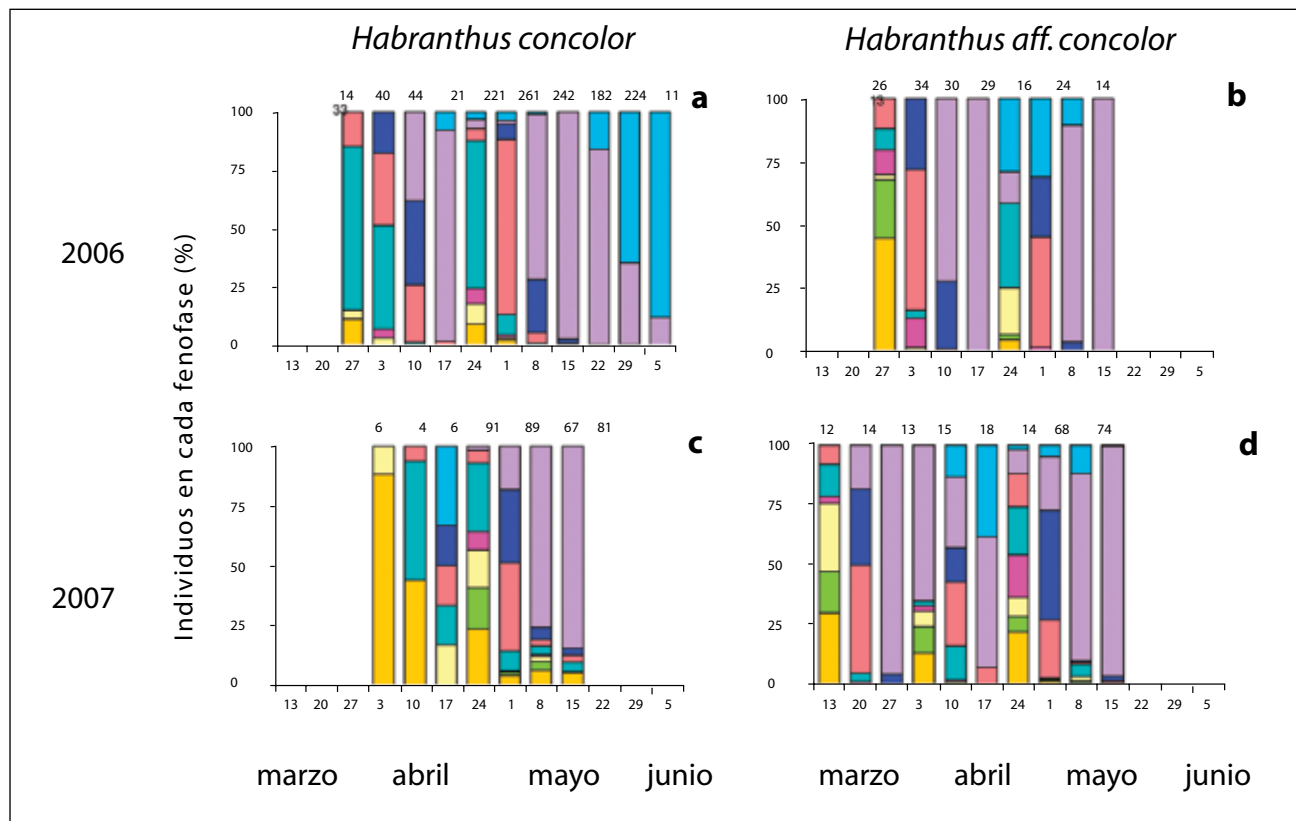 Habranthus concolor
Habranthus aff. concolor
2006
2007
Individuos en cada fenofase (%)
a
14 40 44 21 221 261 242 182 224 11
33
100
75
50
25
0
13 20 27 3 10 17 24 1 8 15 22 29 5
b
26 34 30 29 16 24 14
13
100
75
50
25
0
13 20 27 3 10 17 24 1 8 15 22 29 5
c
6 4 6 91 89 67 81
100
75
50
25
0
13 20 27 3 10 17 24 1 8 15 22 29 5
d
12 14 13 15 18 14 68 74
100
75
50
25
0
13 20 27 3 10 17 24 1 8 15 22 29 5
marzo abril mayo junio
marzo abril mayo junio